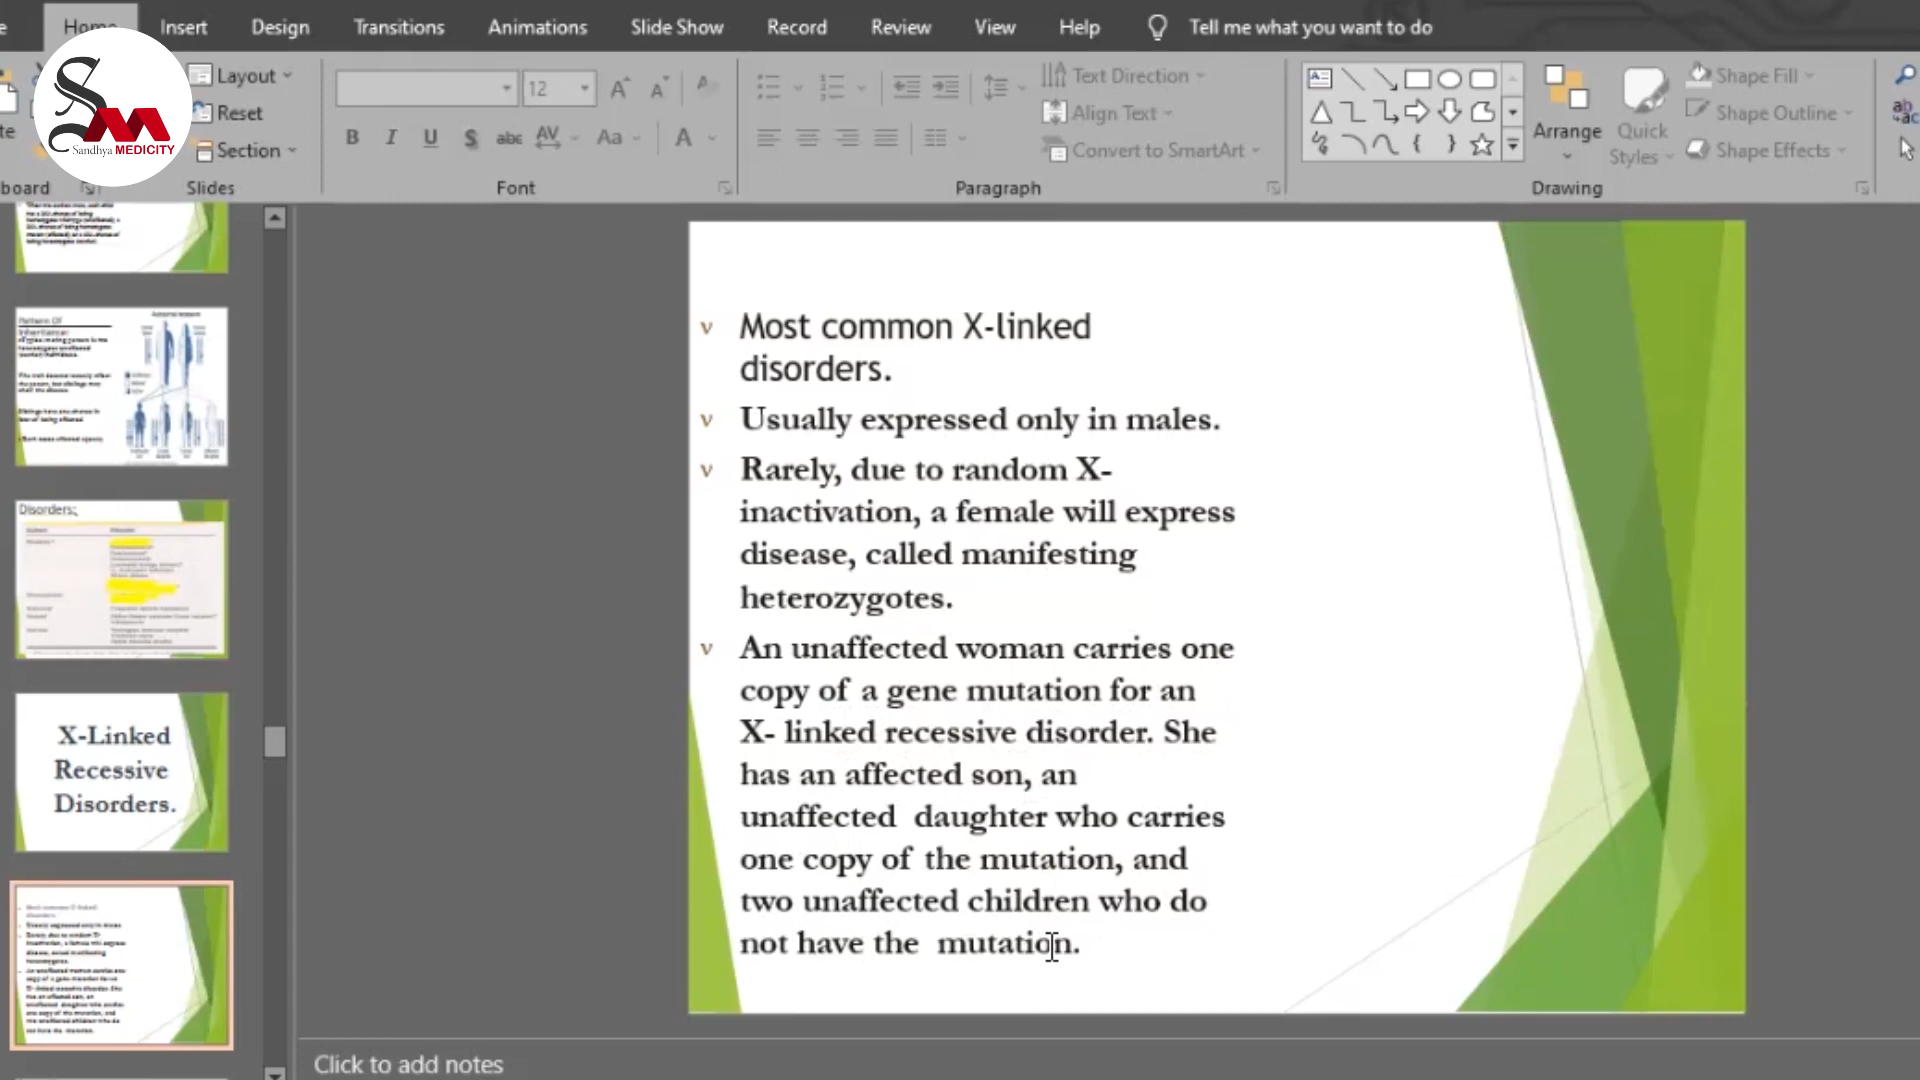 Home Insert Design Transitions Animations Slide Show Record Review View Help Tell me what you want to do
Sandhya MEDICITY
Layout
Reset
Section
Slides
12
B I U S abc AV Aa A
Font
Text Direction
Align Text
Convert to SmartArt
Paragraph
Arrange
Quick
Styles
Shape Fill
Shape Outline
Shape Effects
Drawing
board
Disorders;
X-Linked
Recessive
Disorders.
Most common X-linked
disorders.
Usually expressed only in males.
Rarely, due to random X-
inactivation, a female will express
disease, called manifesting
heterozygotes.
An unaffected woman carries one
copy of a gene mutation for an
X- linked recessive disorder. She
has an affected son, an
unaffected daughter who carries
one copy of the mutation, and
two unaffected children who do
not have the mutation.
Click to add notes